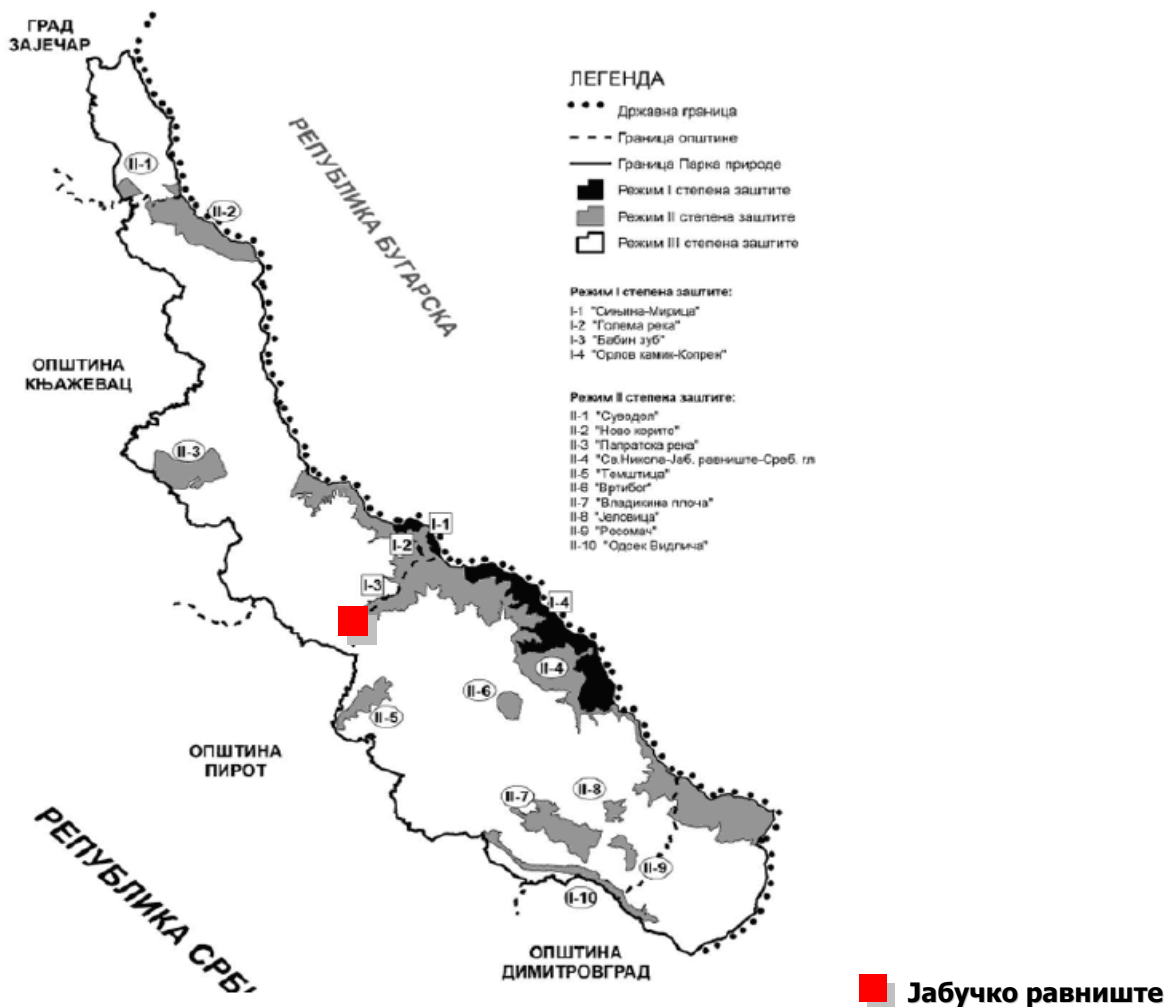 ГРАД
ЗАЈЕЧАР
ЛЕГЕНДА
Државна граница
Граница општине
Граница Парка природе
Режим I степена заштите
Режим II степена заштите
Режим III степена заштите
Режим I степена заштите:
I-1 "Сињина-Мирица"
I-2 "Голема река"
I-3 "Бабин зуб"
I-4 "Орлов камик-Копрен"
Режим II степена заштите:
II-1 "Суводол"
II-2 "Ново корито"
II-3 "Папратска река"
II-4 "Св.Никола-Јаб. равниште-Среб. гл
II-5 "Темштица"
II-6 "Вртибог"
II-7 "Владикина плоча"
II-8 "Јеловица"
II-9 "Росомач"
II-10 "Одсек Видлича"
РЕПУБЛИКА БУГАРСКА
II-1
II-2
ОПШТИНА
КЊАЖЕВАЦ
II-3
I-1
I-2
I-3
I-4
II-4
II-6
II-5
ОПШТИНА
ПИРОТ
II-8
II-7
II-9
II-10
РЕПУБЛИКА СРБИ
ОПШТИНА
ДИМИТРОВГРАД
Јабучко равниште